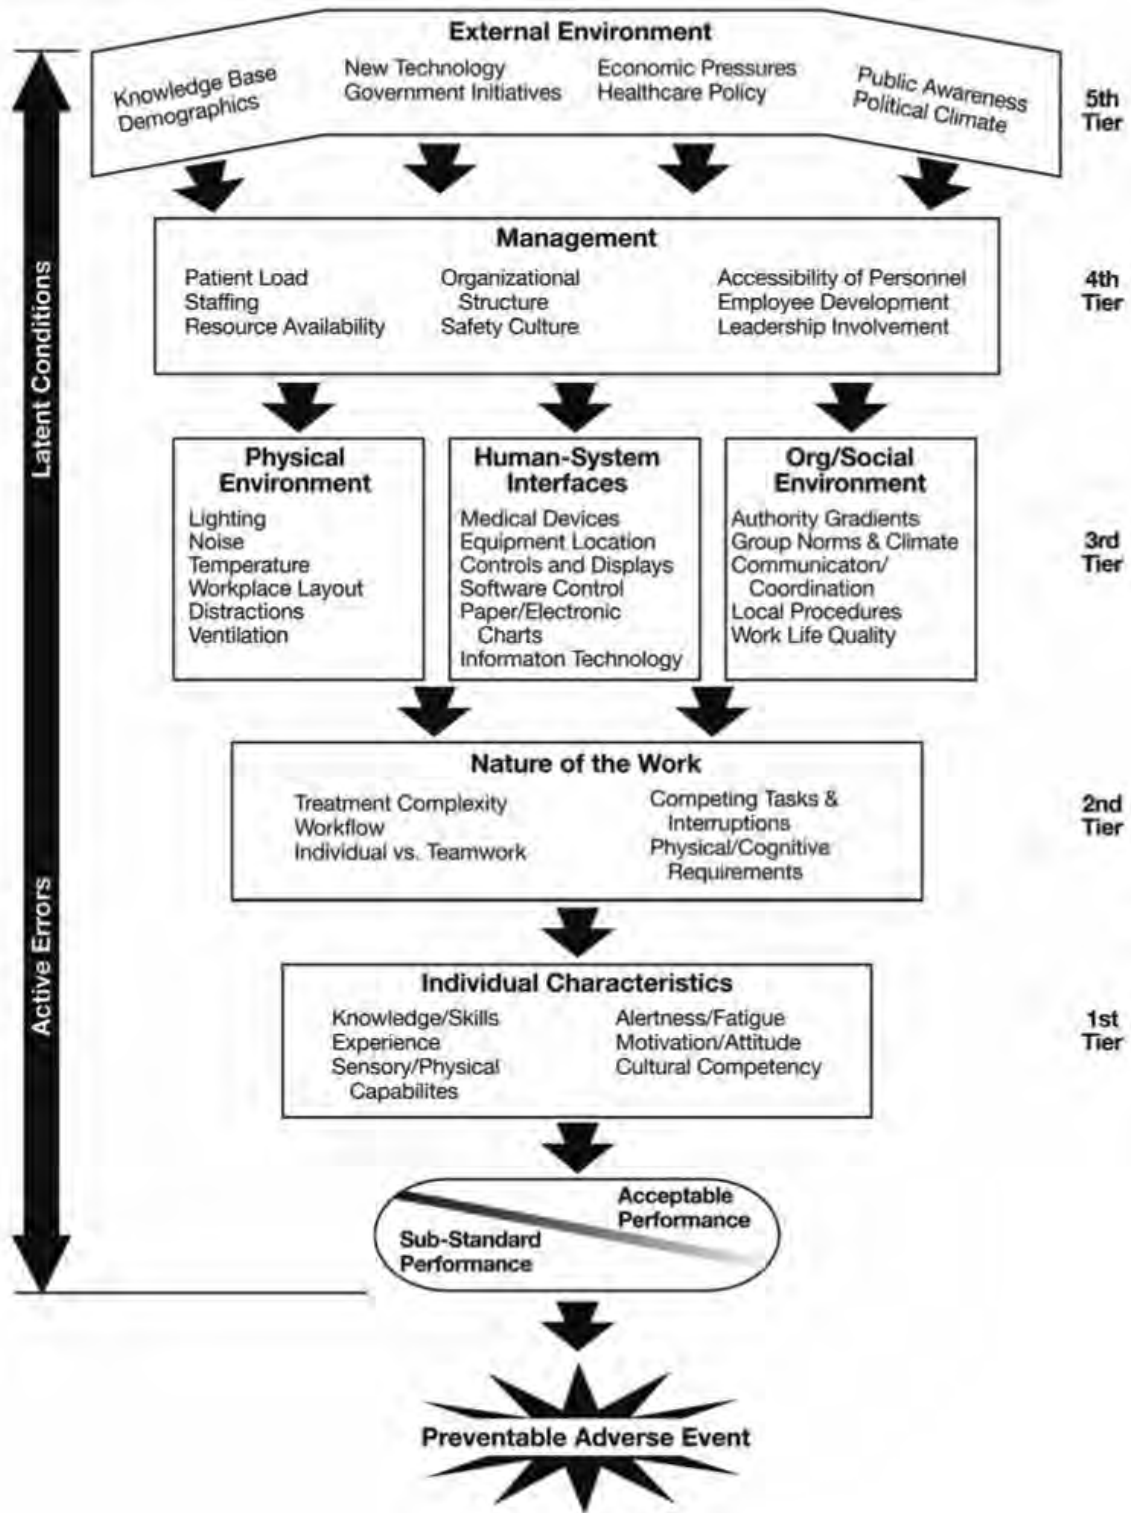 External Environment
Knowledge Base
Demographics
New Technology
Government Initiatives
Economic Pressures
Healthcare Policy
Public Awareness
Political Climate
5th
Tier
Management
Patient Load
Staffing
Resource Availability
Organizational
Structure
Safety Culture
Accessibility of Personnel
Employee Development
Leadership Involvement
4th
Tier
Latent Conditions
Physical
Environment
Lighting
Noise
Temperature
Workplace Layout
Distractions
Ventilation
Human-System
Interfaces
Medical Devices
Equipment Location
Controls and Displays
Software Control
Paper/Electronic
Charts
Informaton Technology
Org/Social
Environment
Authority Gradients
Group Norms & Climate
Communicaton/
Coordination
Local Procedures
Work Life Quality
3rd
Tier
Nature of the Work
Treatment Complexity
Workflow
Individual vs. Teamwork
Competing Tasks &
Interruptions
Physical/Cognitive
Requirements
2nd
Tier
Active Errors
Individual Characteristics
Knowledge/Skills
Experience
Sensory/Physical
Capabilites
Alertness/Fatigue
Motivation/Attitude
Cultural Competency
1st
Tier
Acceptable
Performance
Sub-Standard
Performance
Preventable Adverse Event